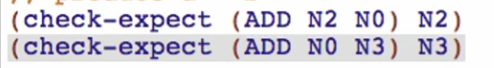 (check-expect (ADD N2 N0) N2)
(check-expect (ADD N0 N3) N3)